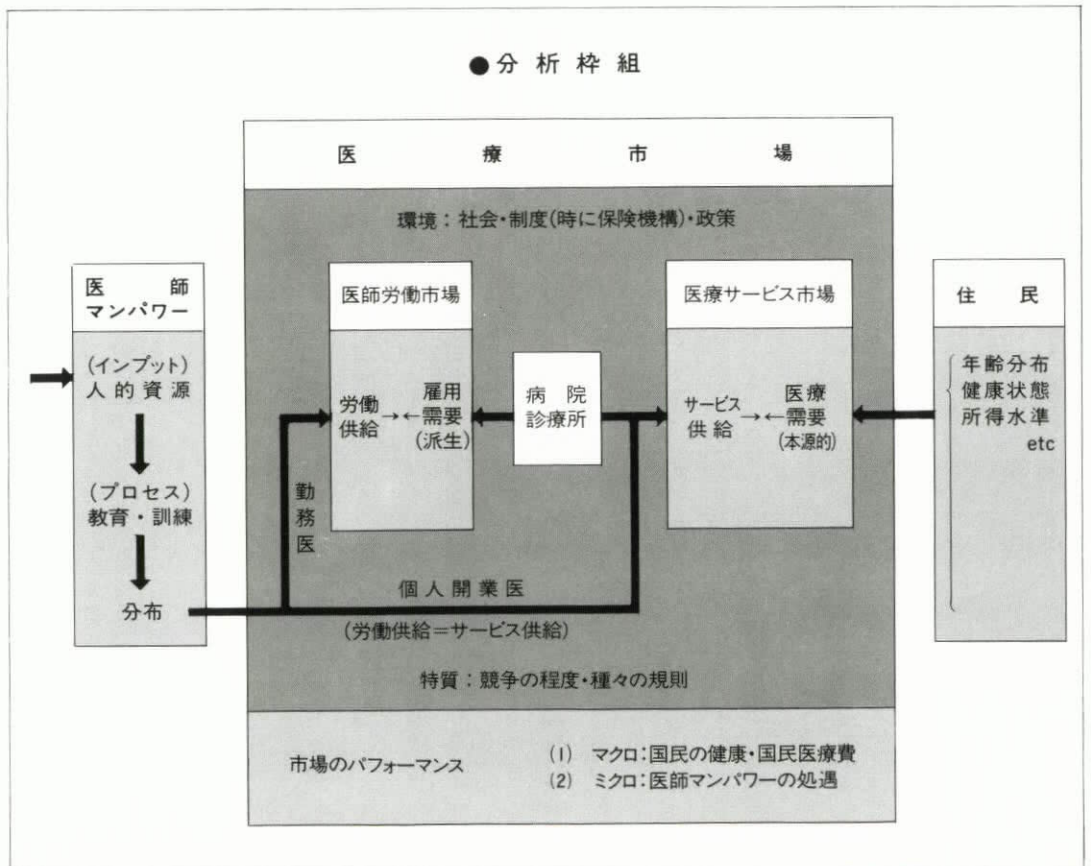 ●分析枠組
医療市場
環境：社会・制度(時に保険機構)・政策
医師
マンパワー
(インプット)
人的資源
(プロセス)
教育・訓練
分布
医師労働市場
労働
供給
→←
雇用
需要
(派生)
勤務医
病院
診療所
医療サービス市場
サービス
供給
→←
医療
需要
(本源的)
住民
年齢分布
健康状態
所得水準
etc
個人開業医
(労働供給＝サービス供給)
特質：競争の程度・種々の規則
市場のパフォーマンス
(1) マクロ：国民の健康・国民医療費
(2) ミクロ：医師マンパワーの処遇